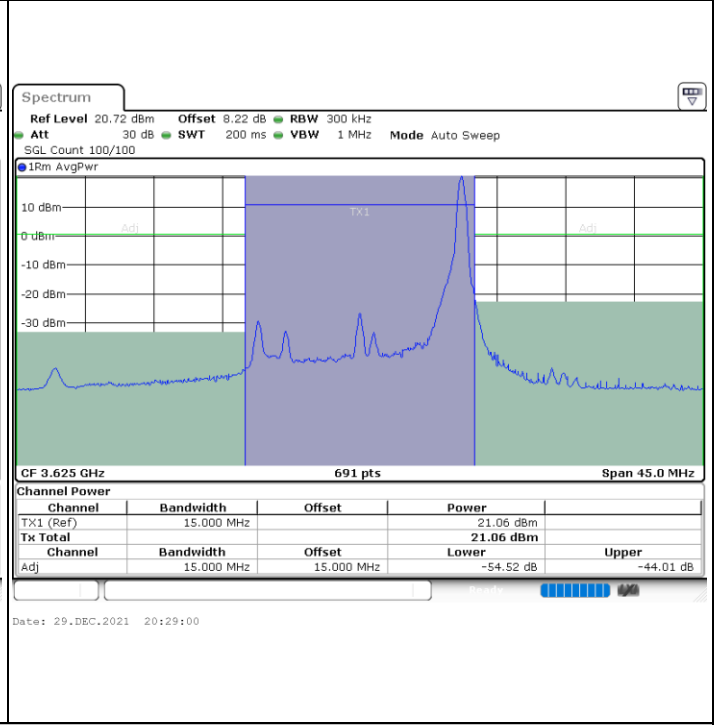 Spectrum
Ref Level 20.72 dBm Offset 8.22 dB RBW 300 kHz
Att 30 dB SWT 200 ms VBW 1 MHz Mode Auto Sweep
SGL Count 100/100
1Rm AvgPwr
TX1
10 dBm
Adj Adj
0 dBm
-10 dBm
-20 dBm
-30 dBm
CF 3.625 GHz 691 pts Span 45.0 MHz
Channel Power
Channel Bandwidth Offset Power
TX1 (Ref) 15.000 MHz 21.06 dBm
Tx Total 21.06 dBm
Channel Bandwidth Offset Lower Upper
Adj 15.000 MHz 15.000 MHz -54.52 dB -44.01 dB
Ready
Date: 29.DEC.2021 20:29:00